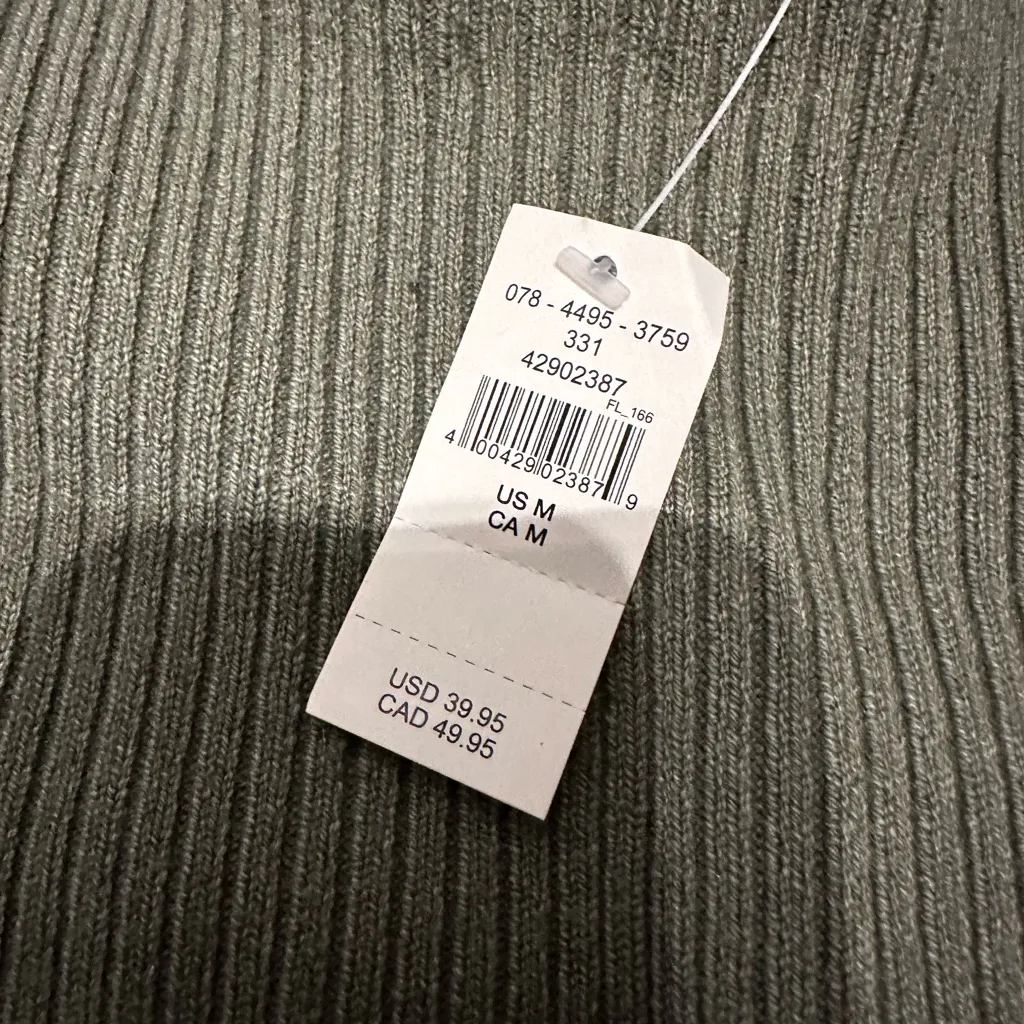 078 - 4495 - 3759
331
42902387
FL_166
4 00429 02387 9
US M
CA M
USD 39.95
CAD 49.95